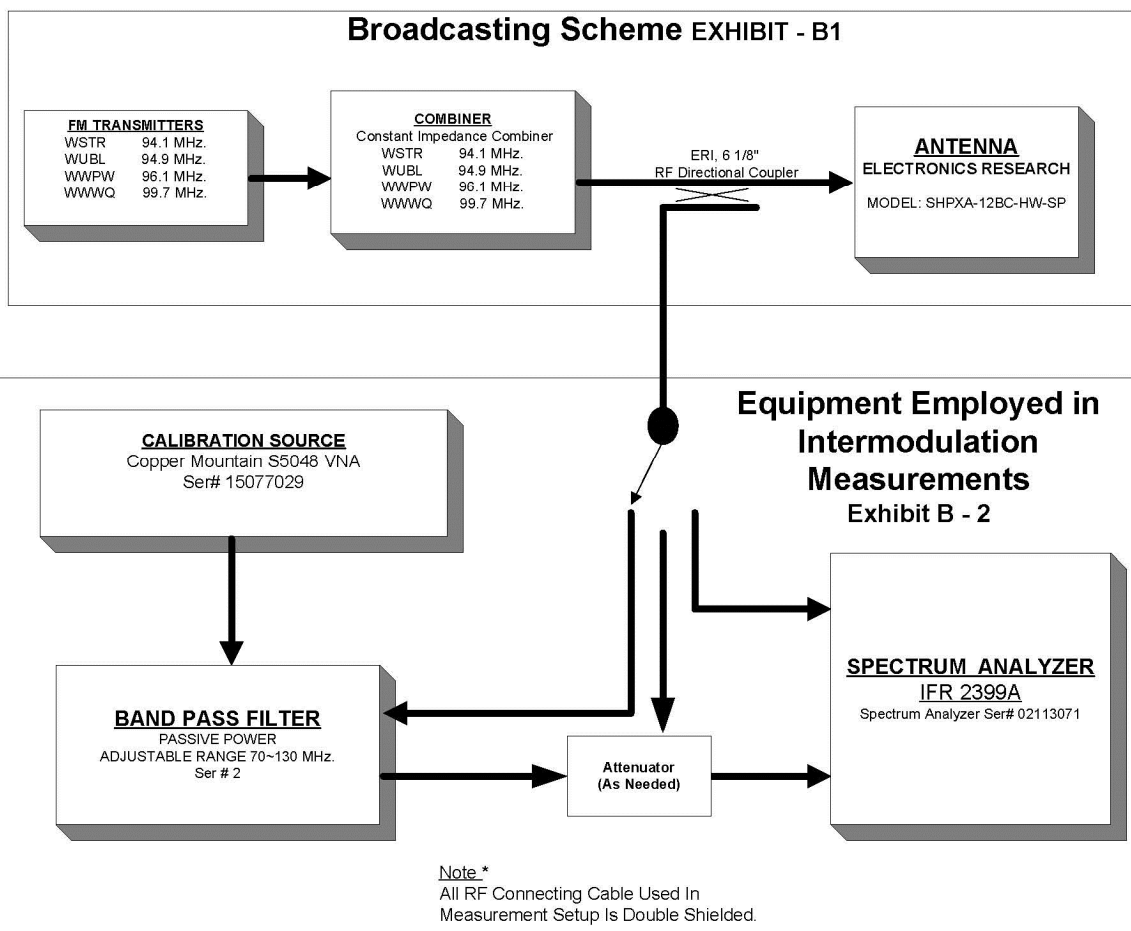 Broadcasting Scheme EXHIBIT - B1
FM TRANSMITTERS
WSTR 94.1 MHz.
WUBL 94.9 MHz.
WWPW 96.1 MHz.
WWWQ 99.7 MHz.
COMBINER
Constant Impedance Combiner
WSTR 94.1 MHz.
WUBL 94.9 MHz.
WWPW 96.1 MHz.
WWWQ 99.7 MHz.
ERI, 6 1/8"
RF Directional Coupler
ANTENNA
ELECTRONICS RESEARCH
MODEL: SHPXA-12BC-HW-SP
CALIBRATION SOURCE
Copper Mountain S5048 VNA
Ser# 15077029
Equipment Employed in
Intermodulation
Measurements
Exhibit B - 2
BAND PASS FILTER
PASSIVE POWER
ADJUSTABLE RANGE 70~130 MHz.
Ser # 2
Attenuator
(As Needed)
SPECTRUM ANALYZER
IFR 2399A
Spectrum Analyzer Ser# 02113071
Note *
All RF Connecting Cable Used In
Measurement Setup Is Double Shielded.